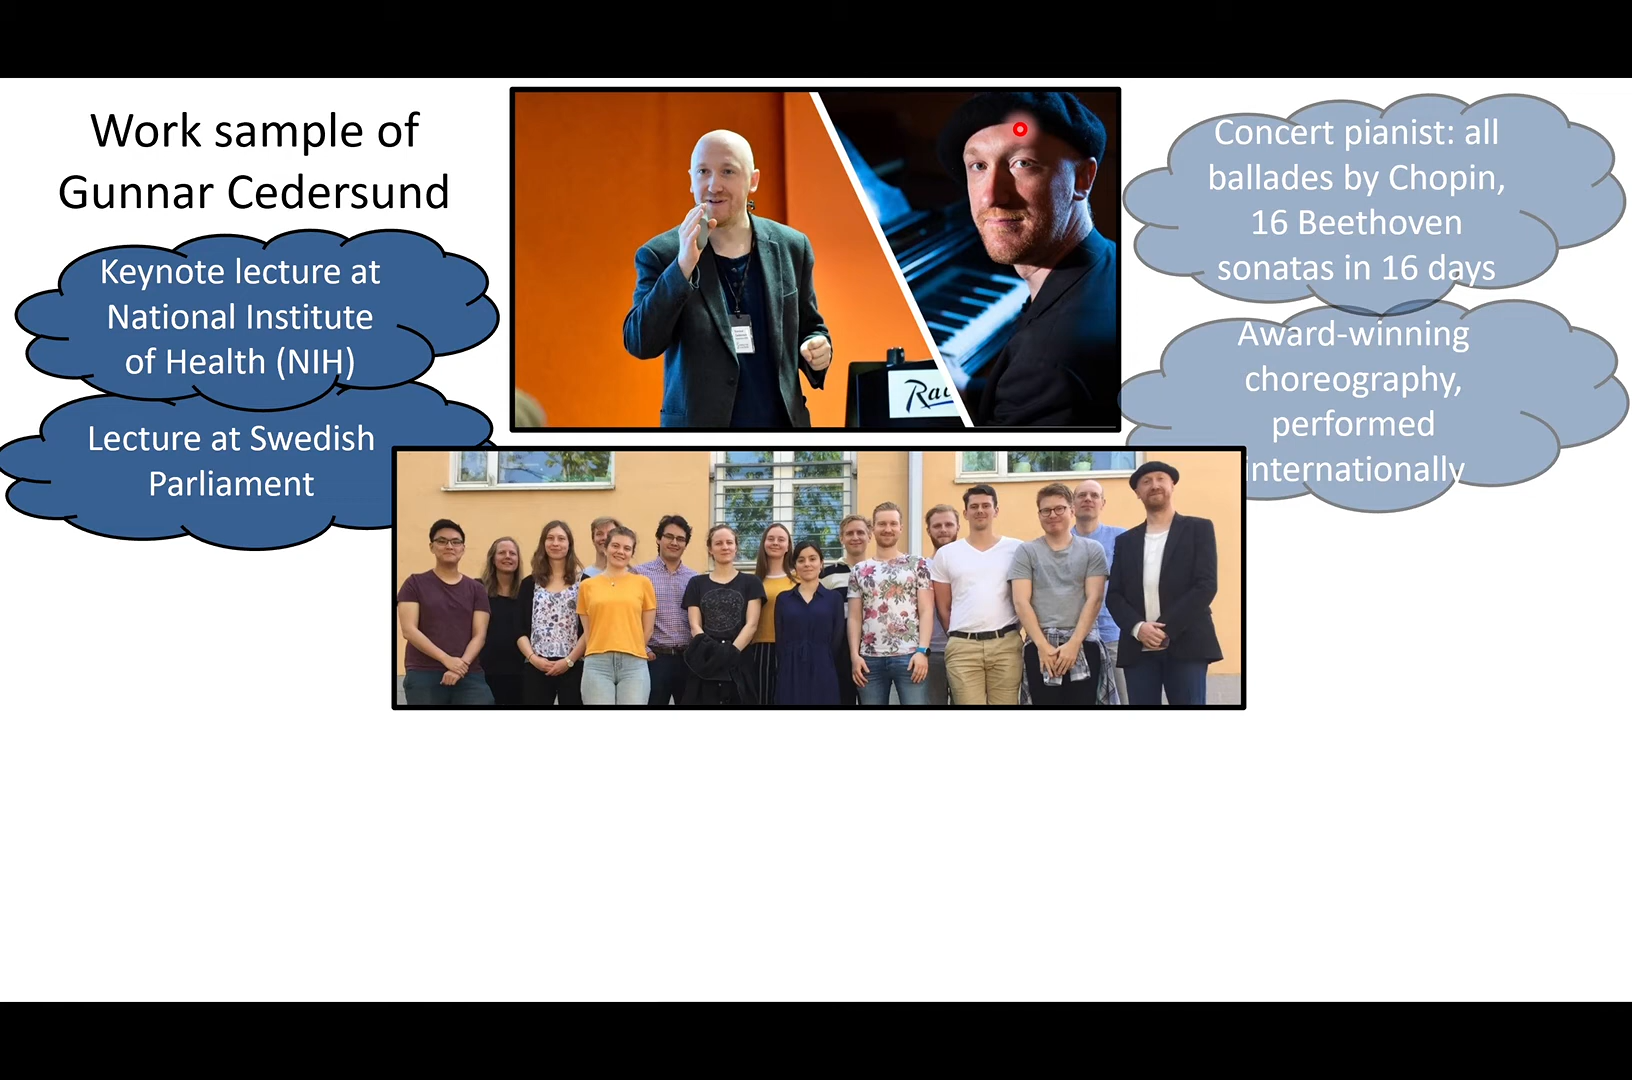 Work sample of
Gunnar Cedersund
Keynote lecture at
National Institute
of Health (NIH)
Lecture at Swedish
Parliament
Concert pianist: all
ballades by Chopin,
16 Beethoven
sonatas in 16 days
Award-winning
choreography,
performed
internationally